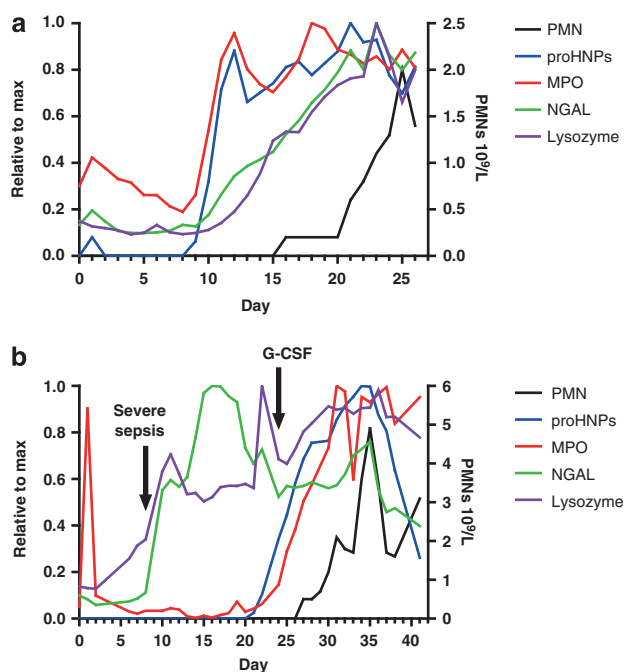 a
1.0
0.8
0.6
0.4
0.2
0.0
Relative to max
2.5
2.0
1.5
1.0
0.5
0.0
PMNs 10⁹/L
0 5 10 15 20 25
Day
PMN
proHNPs
MPO
NGAL
Lysozyme
b
G-CSF
Severe
sepsis
1.0
0.8
0.6
0.4
0.2
0.0
Relative to max
6
5
4
3
2
1
0
PMNs 10⁹/L
0 5 10 15 20 25 30 35 40
Day
PMN
proHNPs
MPO
NGAL
Lysozyme